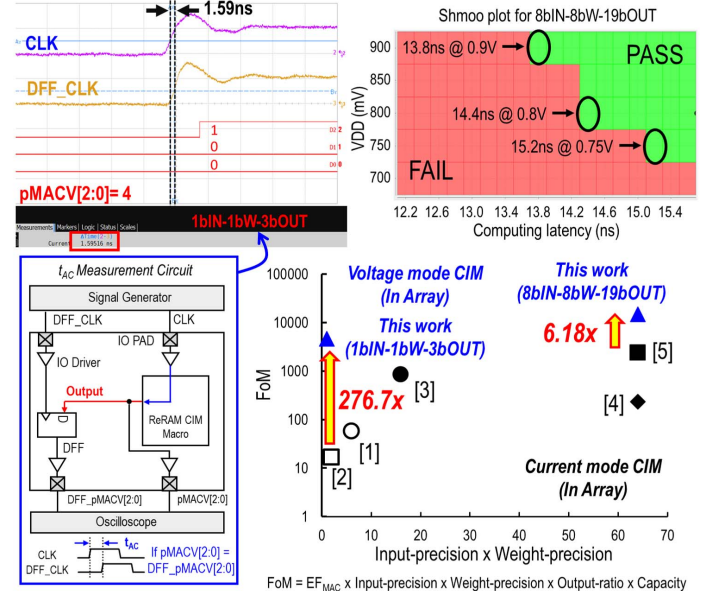 1.59ns
CLK
DFF_CLK
1
0
0
D2 2
D1 1
D0 0
pMACV[2:0]= 4
1bIN-1bW-3bOUT
Measurements Markers Logic Status Scales
Current 1.59516 ns
Shmoo plot for 8bIN-8bW-19bOUT
VDD (mV)
900
850
800
750
700
13.8ns @ 0.9V
PASS
14.4ns @ 0.8V
15.2ns @ 0.75V
FAIL
12.2 12.6 13.0 13.4 13.8 14.2 14.6 15.0 15.4
Computing latency (ns)
tAC Measurement Circuit
Signal Generator
DFF_CLK
CLK
IO PAD
IO Driver
Output
ReRAM CIM
Macro
DFF
DFF_pMACV[2:0]
pMACV[2:0]
Oscilloscope
tAC
CLK
DFF_CLK
If pMACV[2:0] =
DFF_pMACV[2:0]
FoM
100000
10000
1000
100
10
1
Voltage mode CIM
(In Array)
This work
(1bIN-1bW-3bOUT)
This work
(8bIN-8bW-19bOUT)
6.18x
[5]
[3]
276.7x
[4]
[1]
[2]
Current mode CIM
(In Array)
0 10 20 30 40 50 60 70
Input-precision x Weight-precision
FoM = EFMAC x Input-precision x Weight-precision x Output-ratio x Capacity